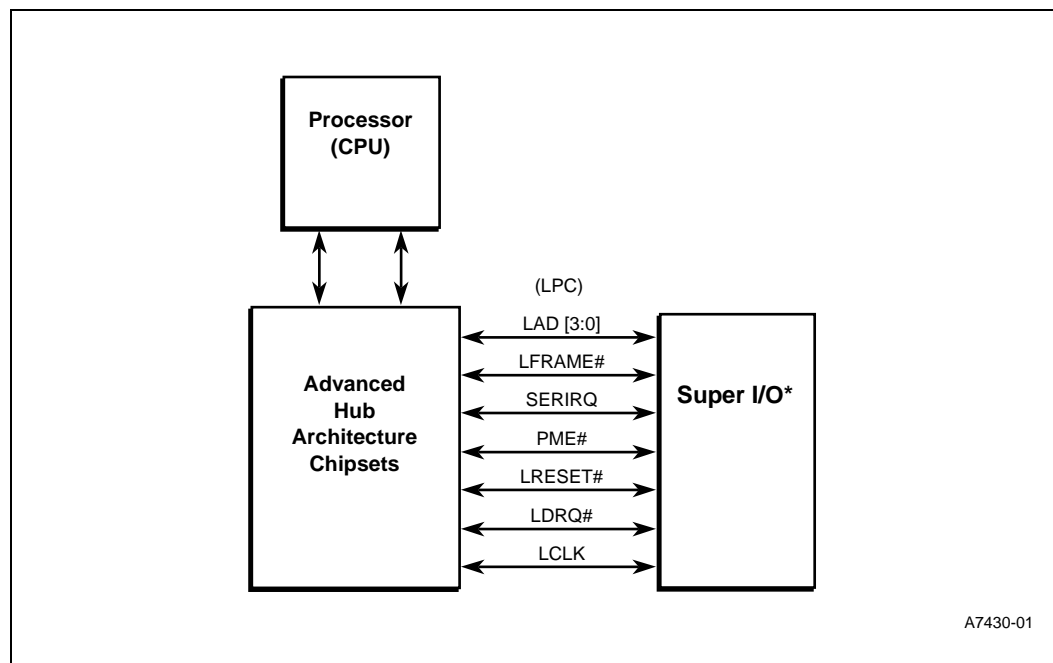 Processor
(CPU)
(LPC)
LAD [3:0]
LFRAME#
SERIRQ
PME#
LRESET#
LDRQ#
LCLK
Advanced
Hub
Architecture
Chipsets
Super I/O*
A7430-01